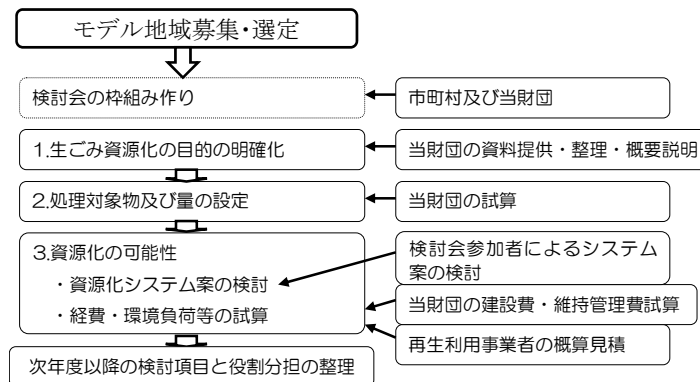 モデル地域募集･選定
検討会の枠組み作り
市町村及び当財団
1.生ごみ資源化の目的の明確化
当財団の資料提供・整理・概要説明
2.処理対象物及び量の設定
当財団の試算
3.資源化の可能性
・資源化システム案の検討
・経費・環境負荷等の試算
検討会参加者によるシステム
案の検討
当財団の建設費・維持管理費試算
再生利用事業者の概算見積
次年度以降の検討項目と役割分担の整理